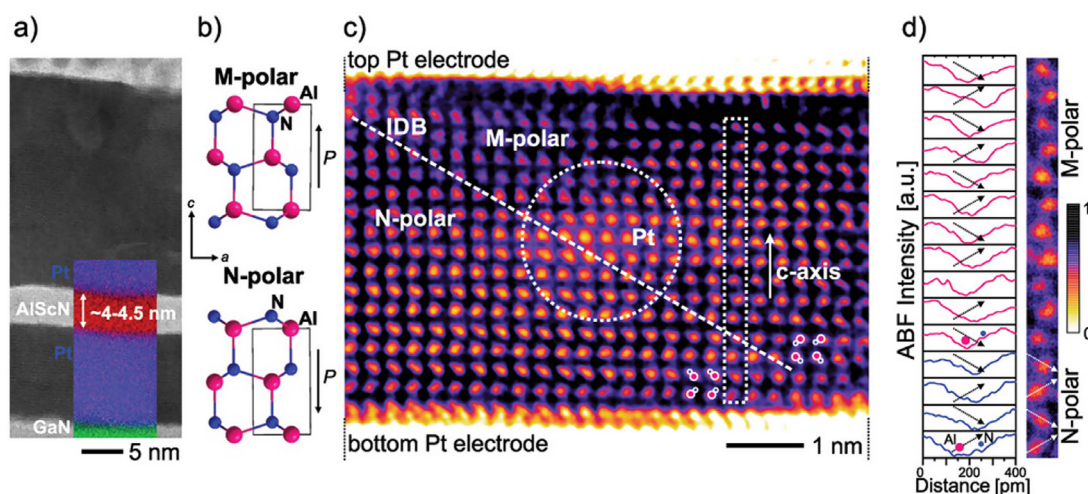 a)
Pt
AlScN
~4-4.5 nm
Pt
GaN
5 nm
b)
M-polar
Al
N
P
c
a
N-polar
N
Al
P
c)
top Pt electrode
IDB
M-polar
N-polar
Pt
c-axis
bottom Pt electrode
1 nm
d)
ABF Intensity [a.u.]
Al
N
0
200
400
Distance [pm]
M-polar
1
0
N-polar